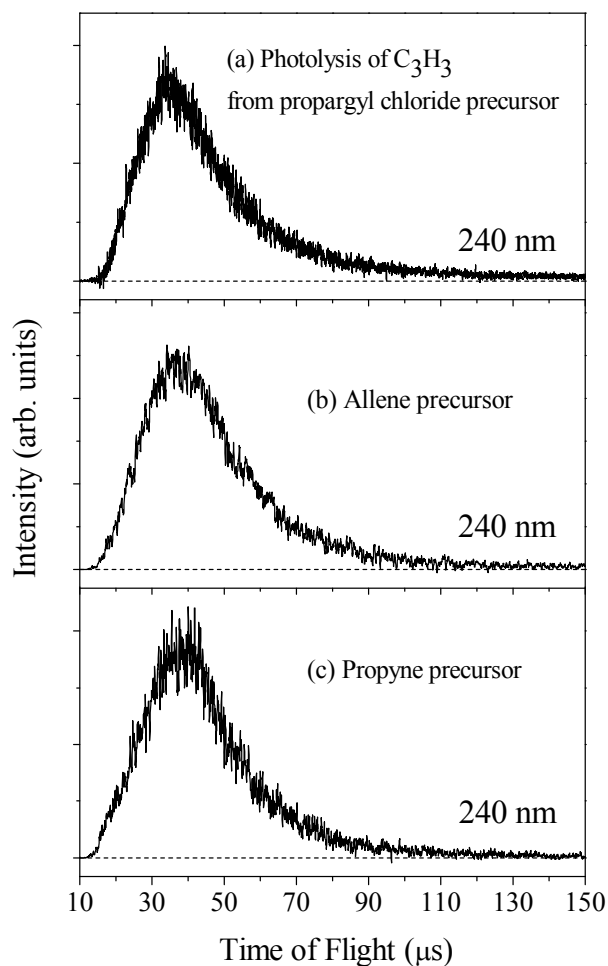 (a) Photolysis of C₃H₃
from propargyl chloride precursor
240 nm
(b) Allene precursor
240 nm
(c) Propyne precursor
240 nm
Intensity (arb. units)
10 30 50 70 90 110 130 150
Time of Flight (μs)